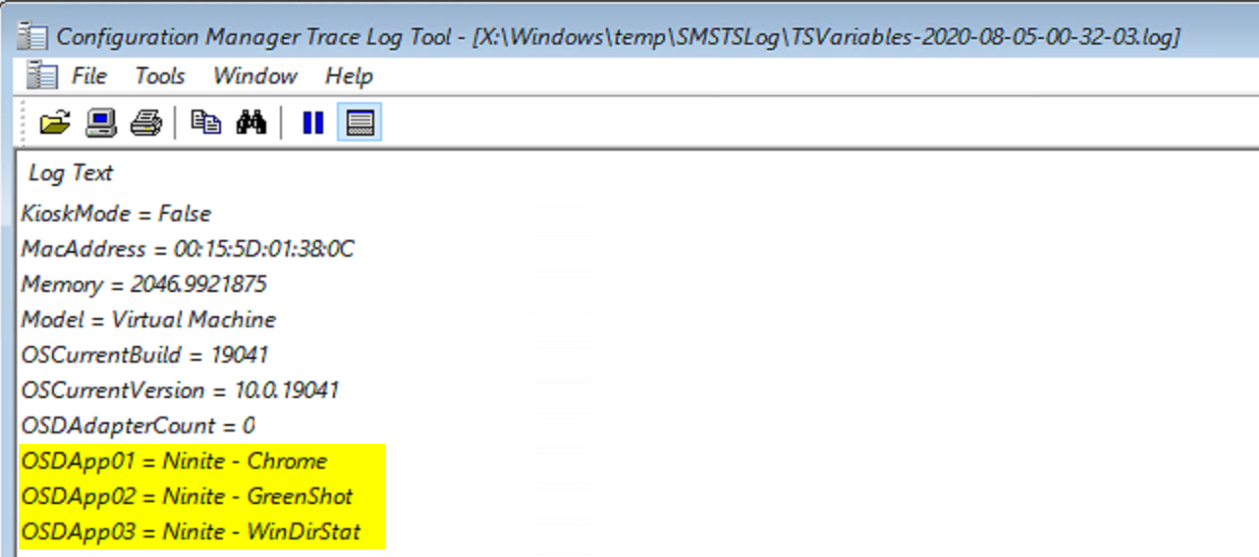 Configuration Manager Trace Log Tool - [X:\Windows\temp\SMSTSLog\TSVariables-2020-08-05-00-32-03.log]
File Tools Window Help
Log Text
KioskMode = False
MacAddress = 00:15:5D:01:38:0C
Memory = 2046.9921875
Model = Virtual Machine
OSCurrentBuild = 19041
OSCurrentVersion = 10.0.19041
OSDAdapterCount = 0
OSDApp01 = Ninite - Chrome
OSDApp02 = Ninite - GreenShot
OSDApp03 = Ninite - WinDirStat